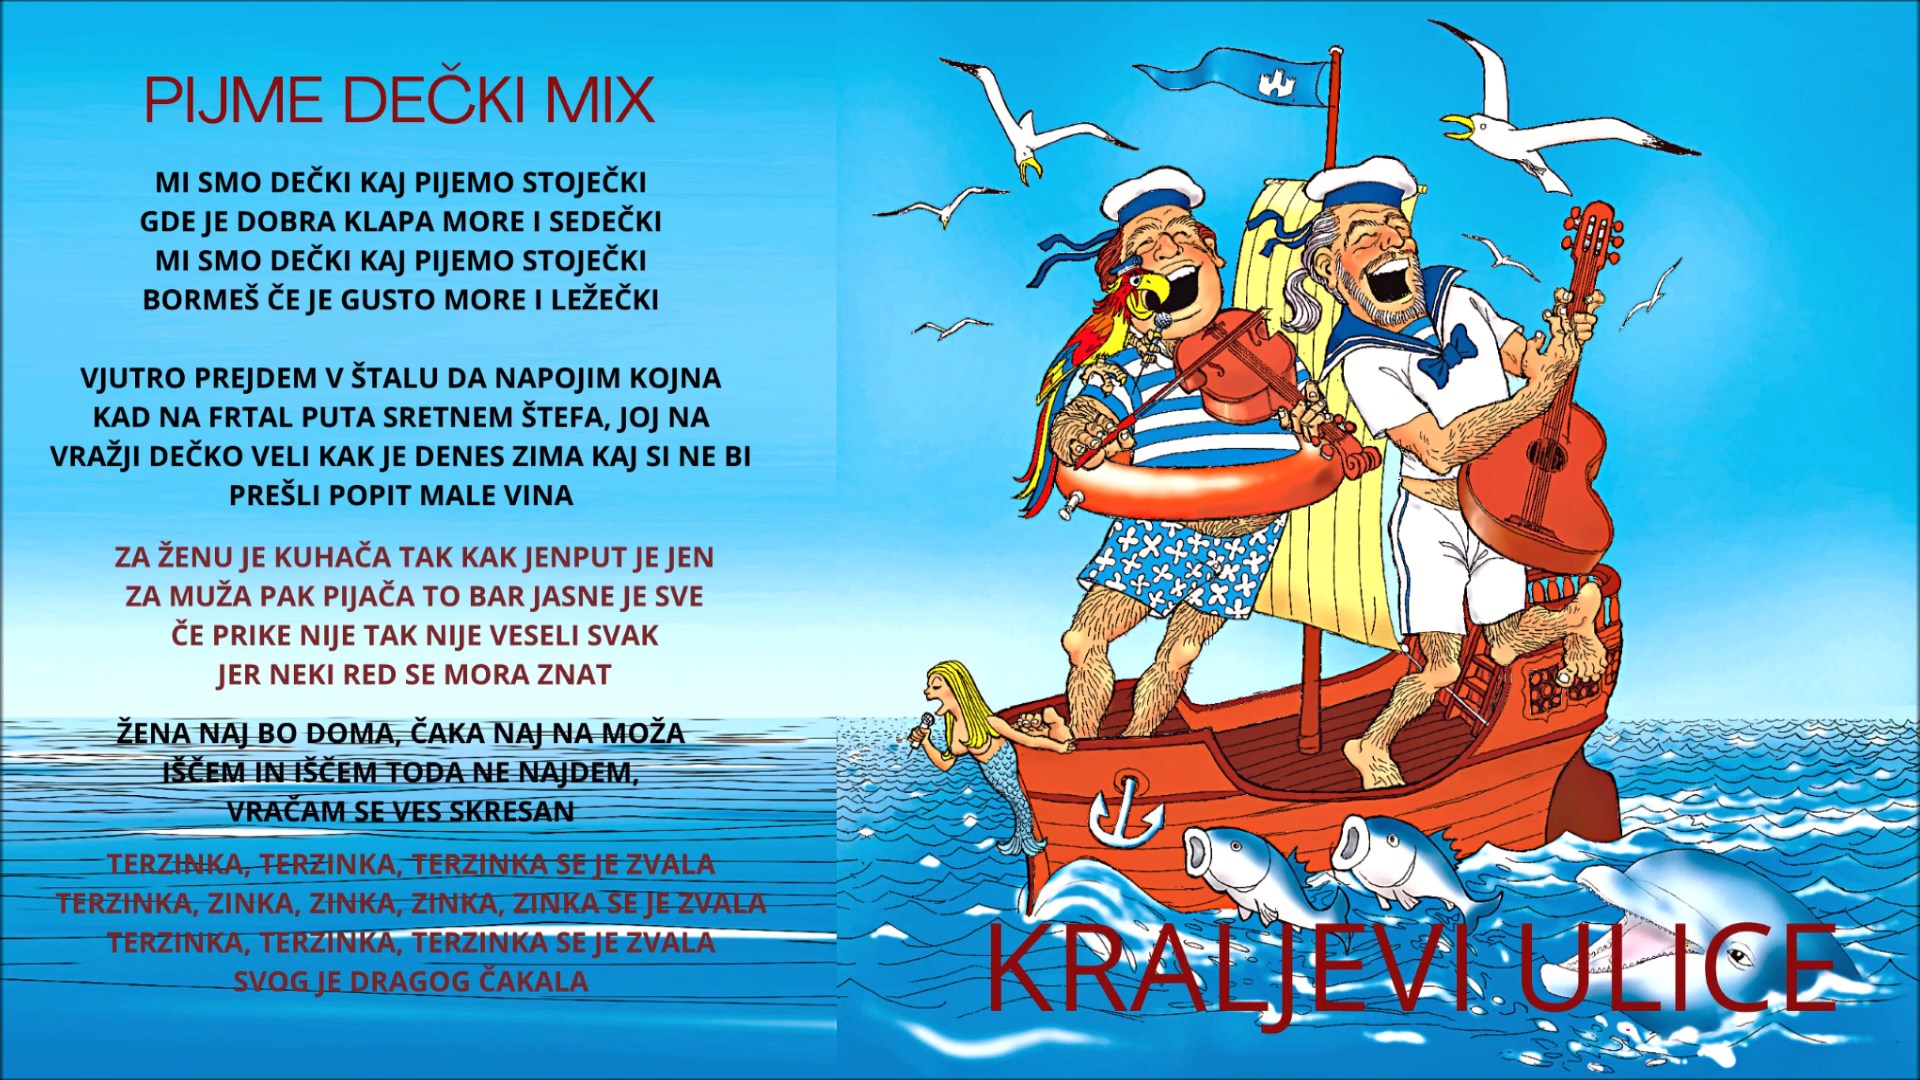 PIJME DEČKI MIX
MI SMO DEČKI KAJ PIJEMO STOJEČKI
GDE JE DOBRA KLAPA MORE I SEDEČKI
MI SMO DEČKI KAJ PIJEMO STOJEČKI
BORMEŠ ČE JE GUSTO MORE I LEŽEČKI
VJUTRO PREJDEM V ŠTALU DA NAPOJIM KOJNA
KAD NA FRTAL PUTA SRETNEM ŠTEFA, JOJ NA
VRAŽJI DEČKO VELI KAK JE DENES ZIMA KAJ SI NE BI
PREŠLI POPIT MALE VINA
ZA ŽENU JE KUHAČA TAK KAK JENPUT JE JEN
ZA MUŽA PAK PIJAČA TO BAR JASNE JE SVE
ČE PRIKE NIJE TAK NIJE VESELI SVAK
JER NEKI RED SE MORA ZNAT
ŽENA NAJ BO DOMA, ČAKA NAJ NA MOŽA
IŠČEM IN IŠČEM TODA NE NAJDEM,
VRAČAM SE VES SKRESAN
TERZINKA, TERZINKA, TERZINKA SE JE ZVALA
TERZINKA, ZINKA, ZINKA, ZINKA, ZINKA SE JE ZVALA
TERZINKA, TERZINKA, TERZINKA SE JE ZVALA
SVOG JE DRAGOG ČAKALA
KRALJEVI ULICE